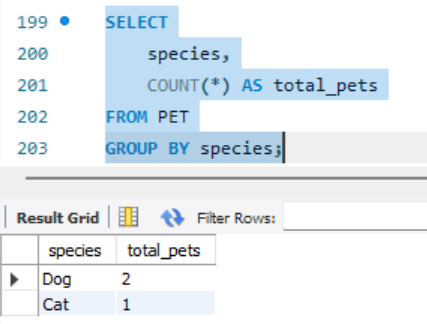 199 SELECT
200 species,
201 COUNT(*) AS total_pets
202 FROM PET
203 GROUP BY species;
Result Grid Filter Rows:
species total_pets
Dog 2
Cat 1